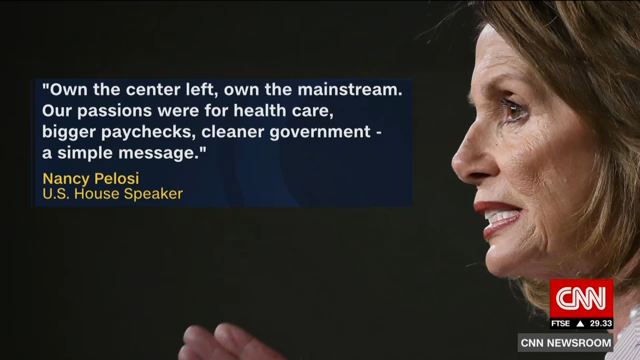 "Own the center left, own the mainstream.
Our passions were for health care,
bigger paychecks, cleaner government -
a simple message."
Nancy Pelosi
U.S. House Speaker
CNN
FTSE ▲ 29.33
CNN NEWSROOM